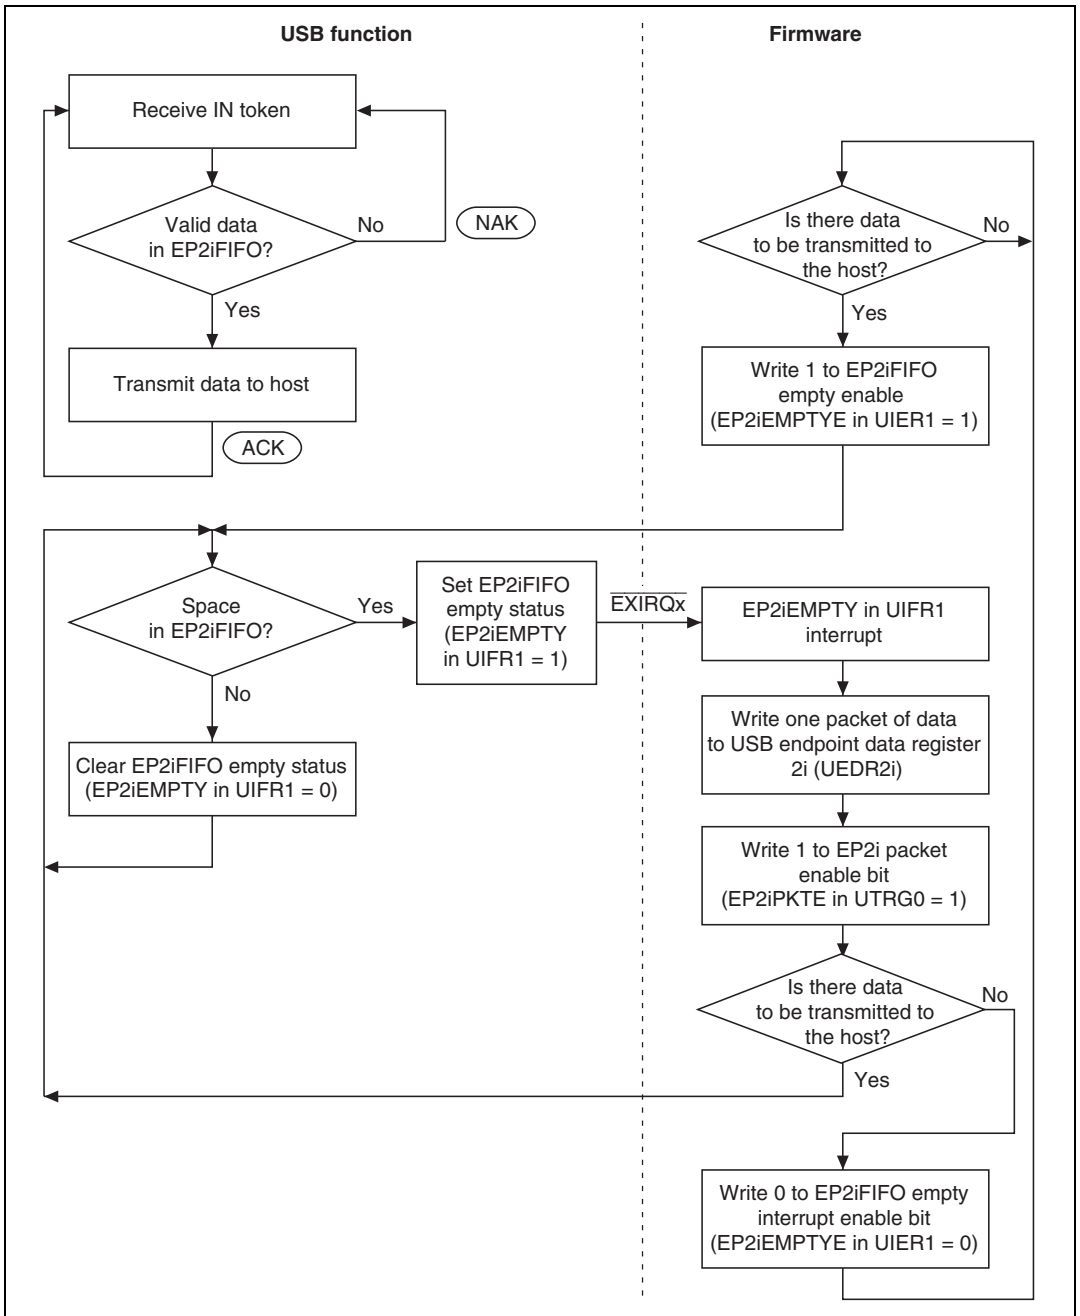 USB function
Firmware
Receive IN token
Valid data
in EP2iFIFO?
No
NAK
Yes
Transmit data to host
ACK
Is there data
to be transmitted to
the host?
No
Yes
Write 1 to EP2iFIFO
empty enable
(EP2iEMPTYE in UIER1 = 1)
Space
in EP2iFIFO?
Yes
No
Set EP2iFIFO
empty status
(EP2iEMPTY
in UIFR1 = 1)
EXIRQx
Clear EP2iFIFO empty status
(EP2iEMPTY in UIFR1 = 0)
EP2iEMPTY in UIFR1
interrupt
Write one packet of data
to USB endpoint data register
2i (UEDR2i)
Write 1 to EP2i packet
enable bit
(EP2iPKTE in UTRG0 = 1)
Is there data
to be transmitted to
the host?
No
Yes
Write 0 to EP2iFIFO empty
interrupt enable bit
(EP2iEMPTYE in UIER1 = 0)